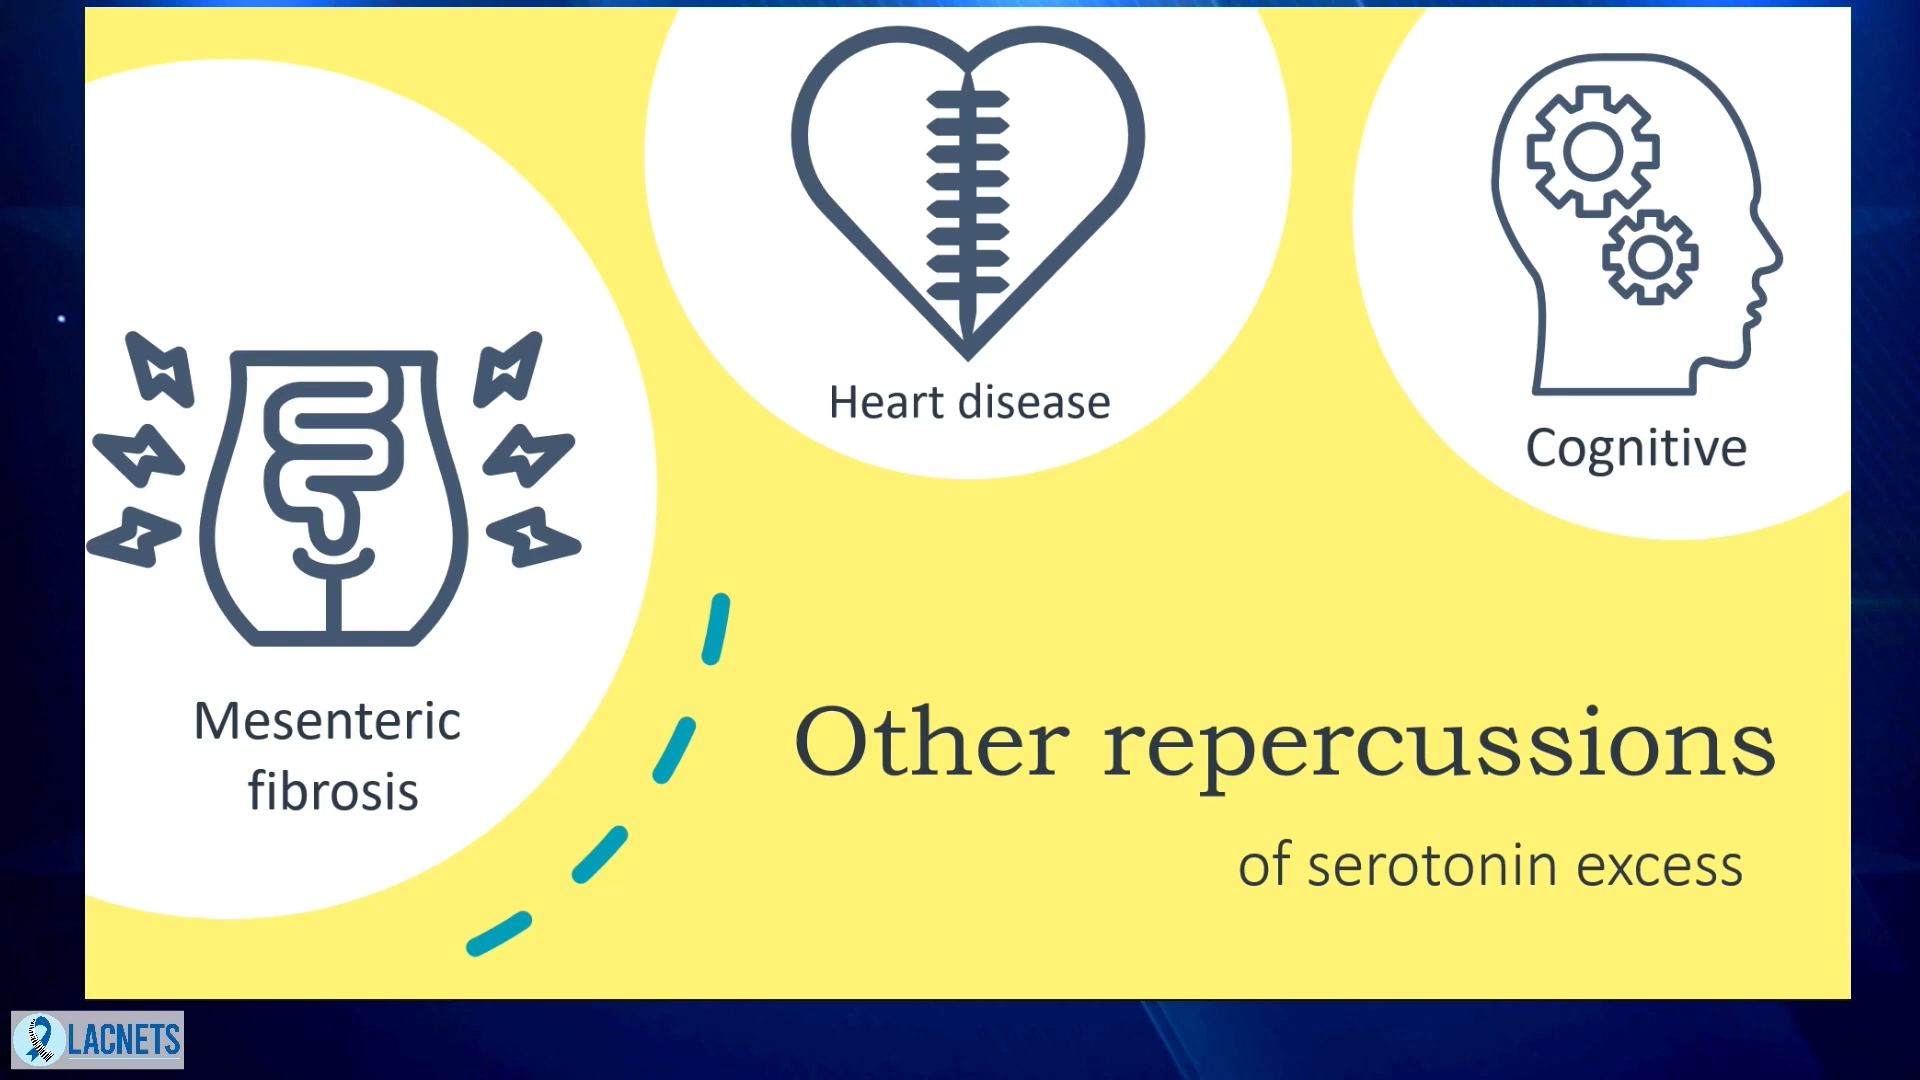 Heart disease
Cognitive
Mesenteric
fibrosis
Other repercussions
of serotonin excess
LACNETS